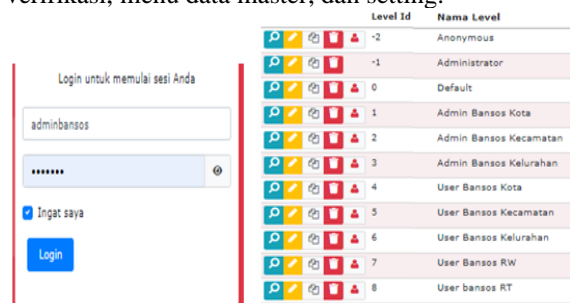 verifikasi, menu data master, dan setting.
Login untuk memulai sesi Anda
adminbansos
•••••••
Ingat saya
Login
Level Id Nama Level
-2 Anonymous
-1 Administrator
0 Default
1 Admin Bansos Kota
2 Admin Bansos Kecamatan
3 Admin Bansos Kelurahan
4 User Bansos Kota
5 User Bansos Kecamatan
6 User Bansos Kelurahan
7 User Bansos RW
8 User bansos RT